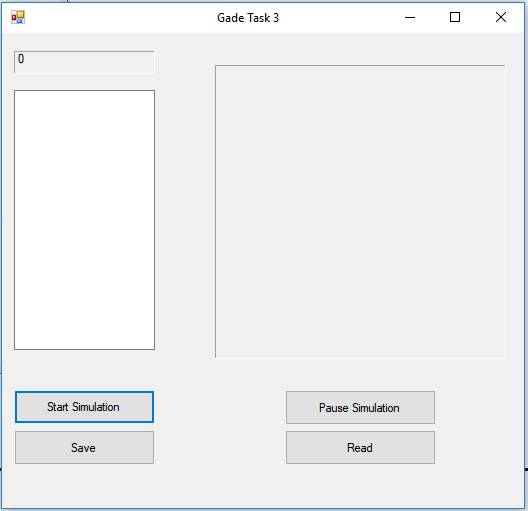 Gade Task 3
0
Start Simulation
Pause Simulation
Save
Read